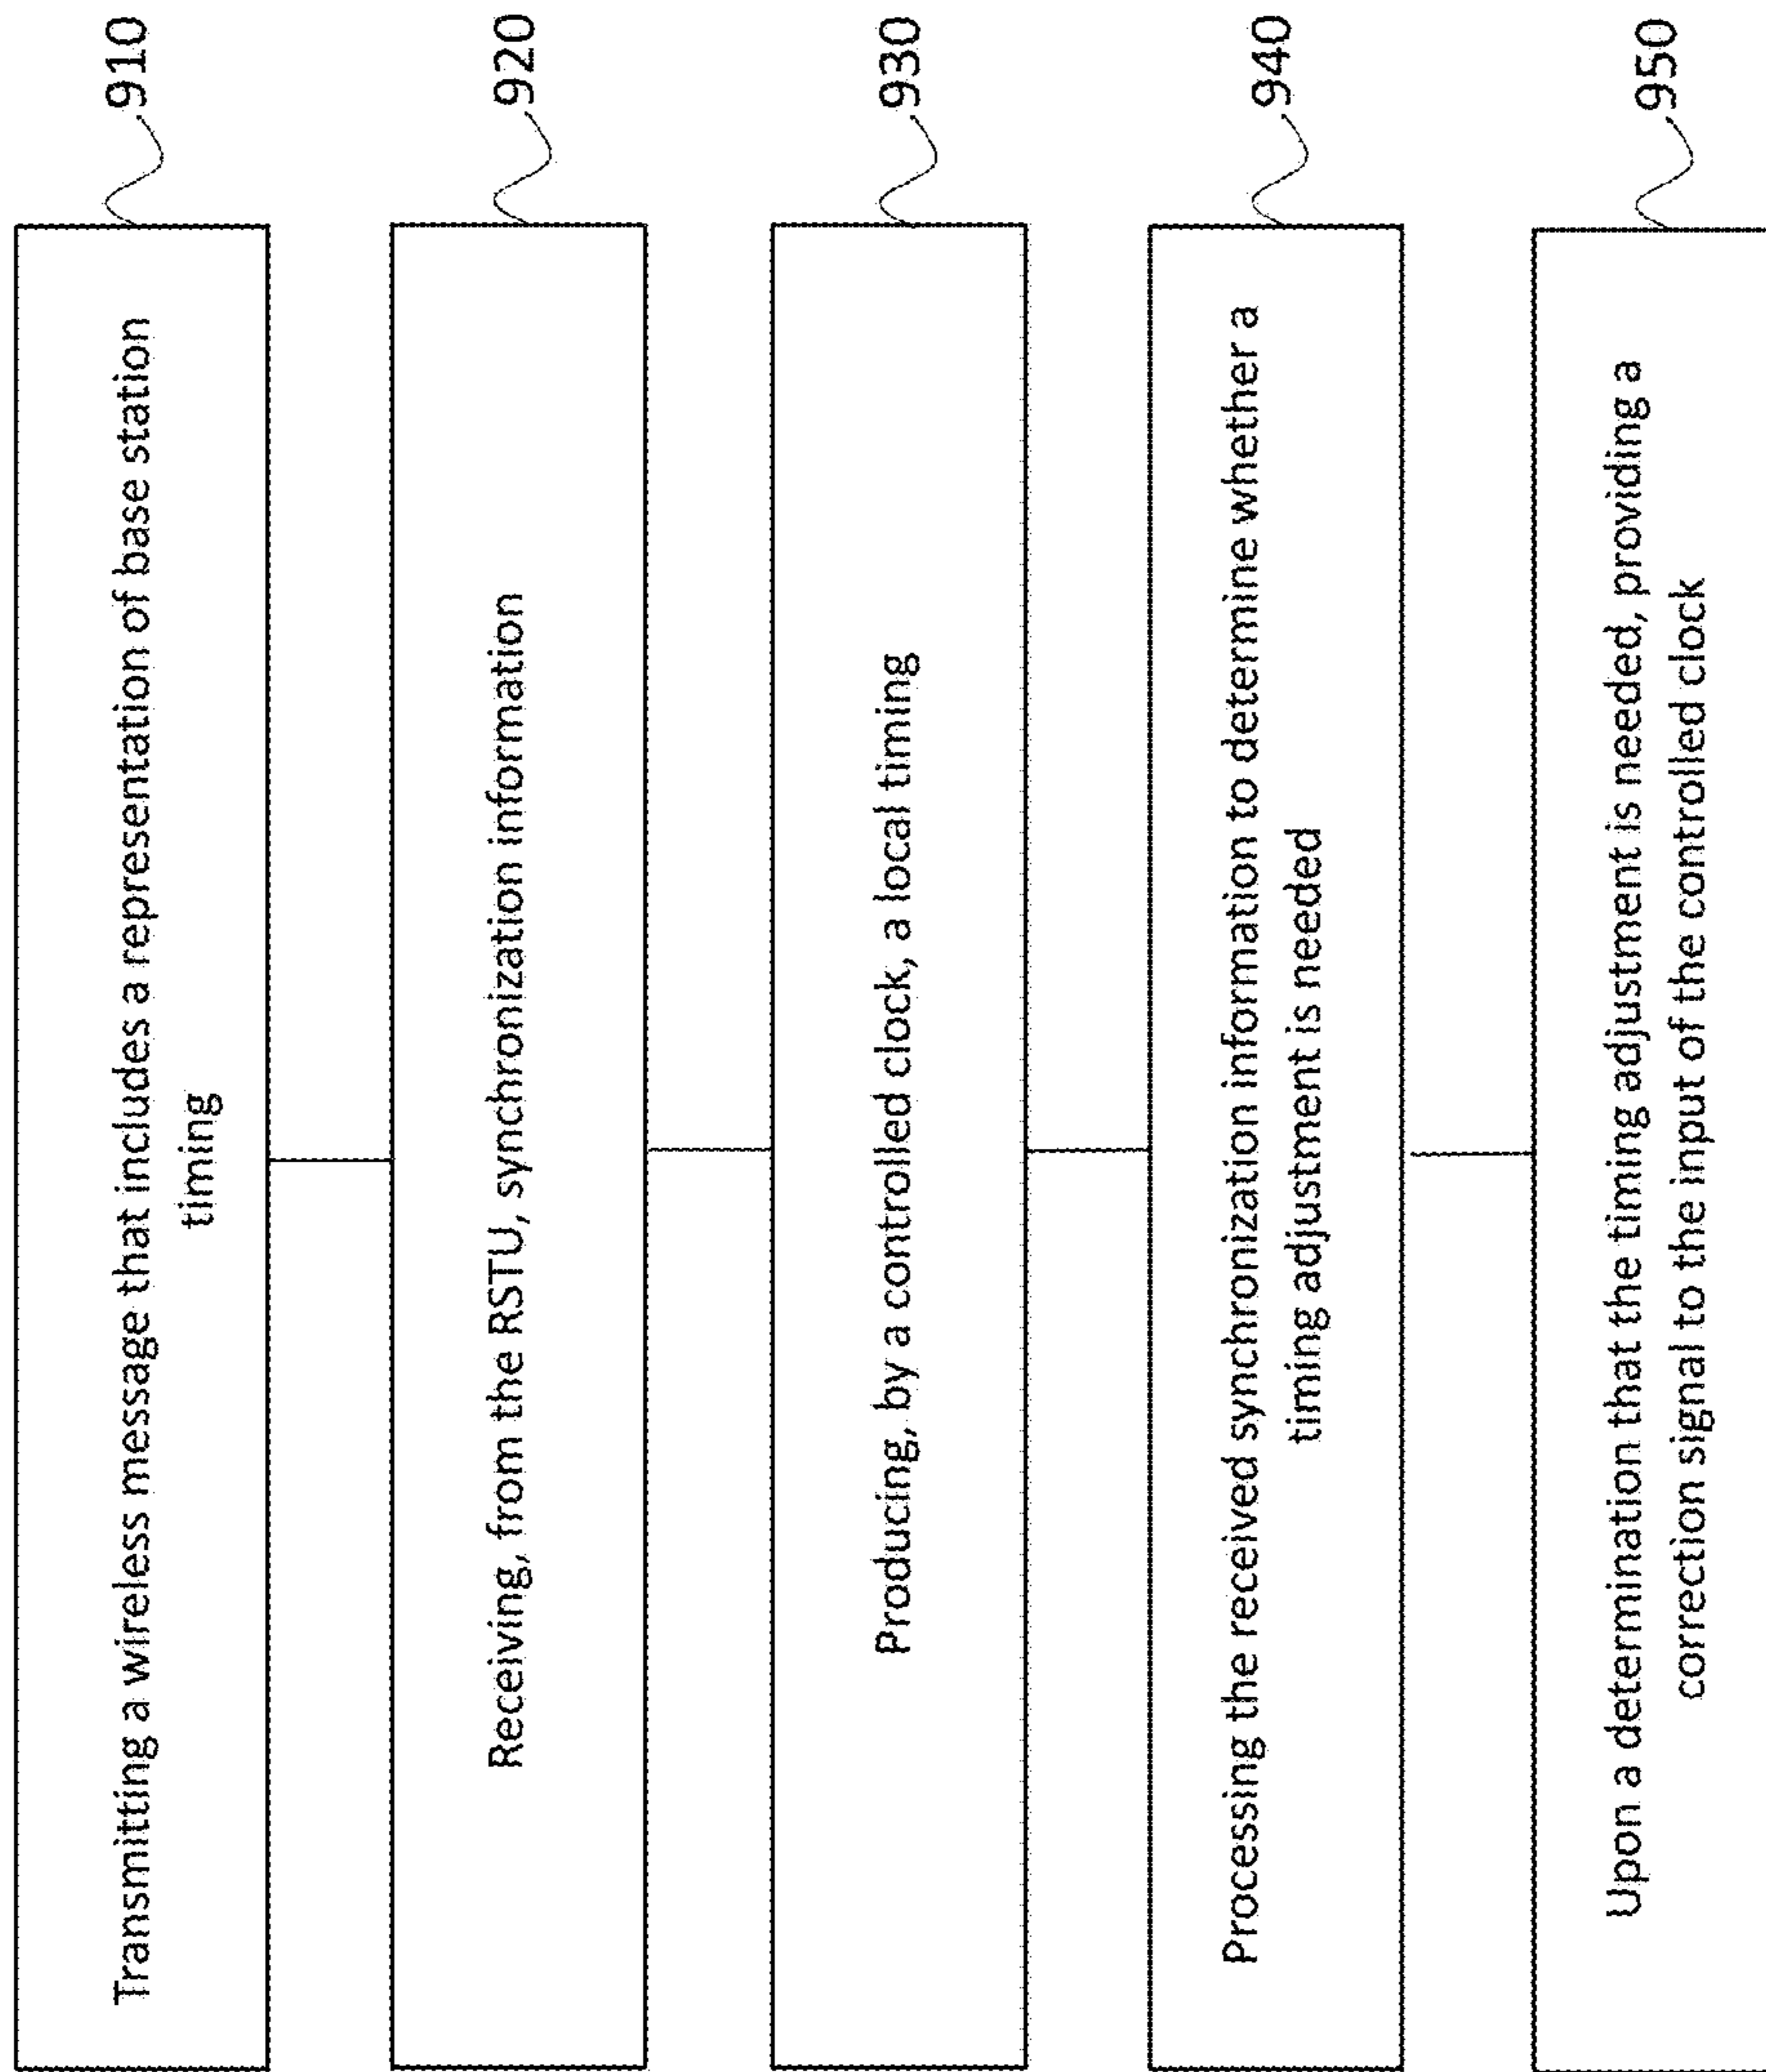 Transmitting a wireless message that includes a representation of base station
timing
910
Receiving, from the RSTU, synchronization information
920
Producing, by a controlled clock, a local timing
930
Processing the received synchronization information to determine whether a
timing adjustment is needed
940
Upon a determination that the timing adjustment is needed, providing a
correction signal to the input of the controlled clock
950